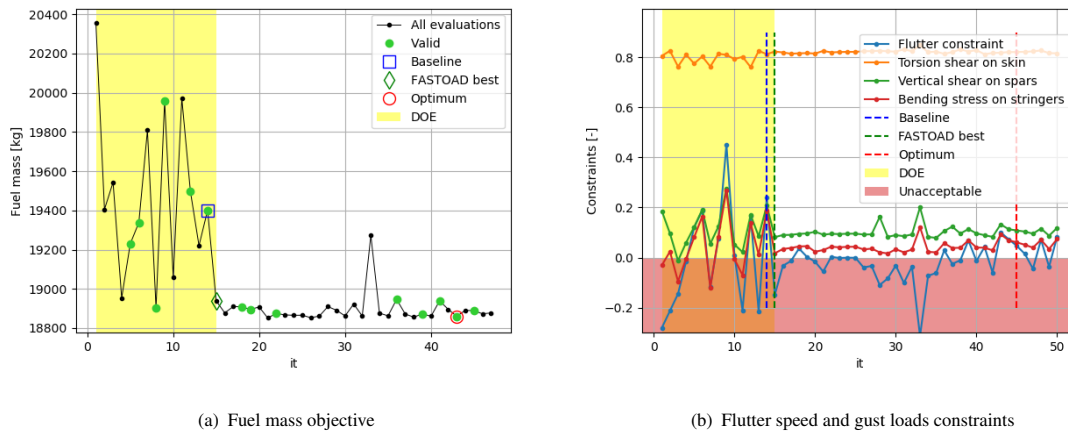 20400
20200
20000
19800
19600
19400
19200
19000
18800
Fuel mass [kg]
0
10
20
30
40
it
All evaluations
Valid
Baseline
FASTOAD best
Optimum
DOE
(a) Fuel mass objective
0.8
0.6
0.4
0.2
0.0
−0.2
Constraints [-]
0
10
20
30
40
50
it
Flutter constraint
Torsion shear on skin
Vertical shear on spars
Bending stress on stringers
Baseline
FASTOAD best
Optimum
DOE
Unacceptable
(b) Flutter speed and gust loads constraints